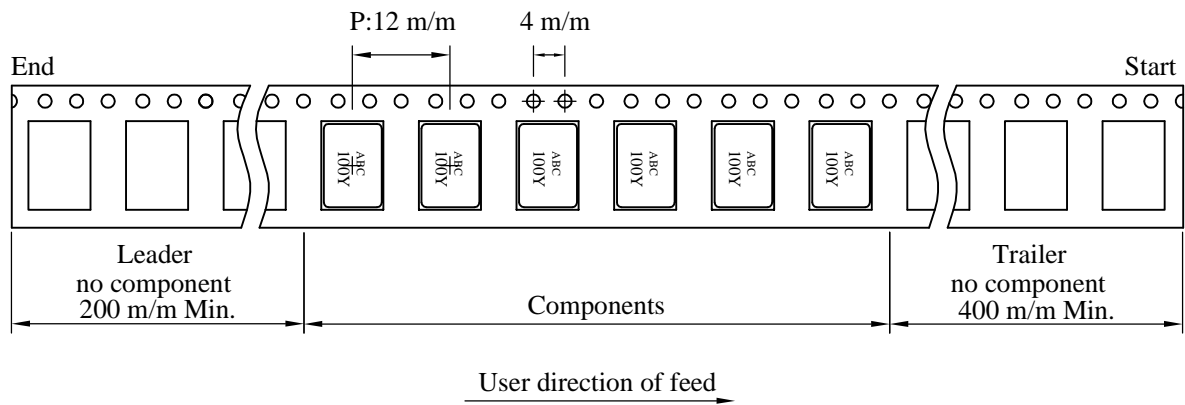 P:12 m/m
4 m/m
End
Start
ABC
100Y
ABC
100Y
ABC
100Y
ABC
100Y
ABC
100Y
ABC
100Y
Leader
no component
200 m/m Min.
Components
Trailer
no component
400 m/m Min.
User direction of feed